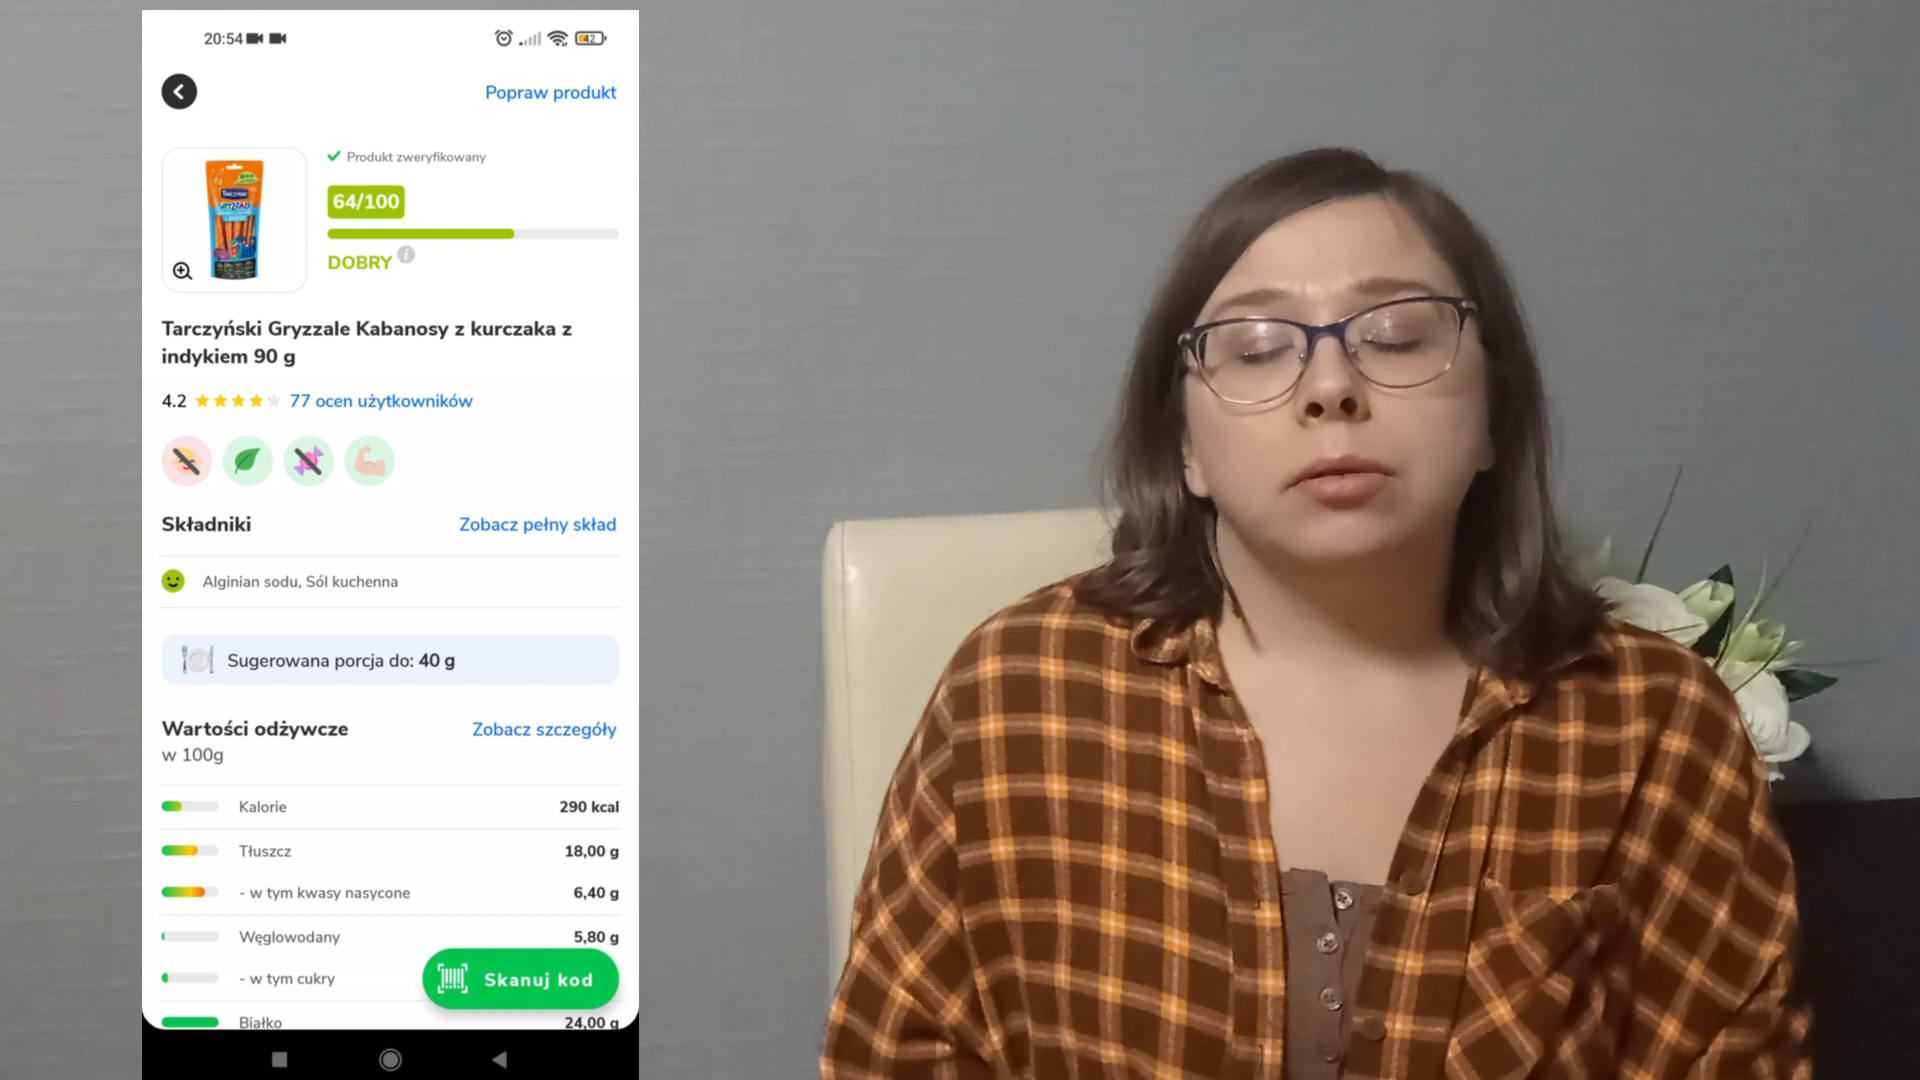 20:54
42
Popraw produkt
Produkt zweryfikowany
64/100
DOBRY
TARCZYŃSKI
Tarczyński Gryzzale Kabanosy z kurczaka z
indykiem 90 g
4.2 77 ocen użytkowników
Składniki Zobacz pełny skład
Alginian sodu, Sól kuchenna
Sugerowana porcja do: 40 g
Wartości odżywcze Zobacz szczegóły
w 100g
Kalorie 290 kcal
Tłuszcz 18,00 g
- w tym kwasy nasycone 6,40 g
Węglowodany 5,80 g
- w tym cukry
Skanuj kod
Białko 24,00 g